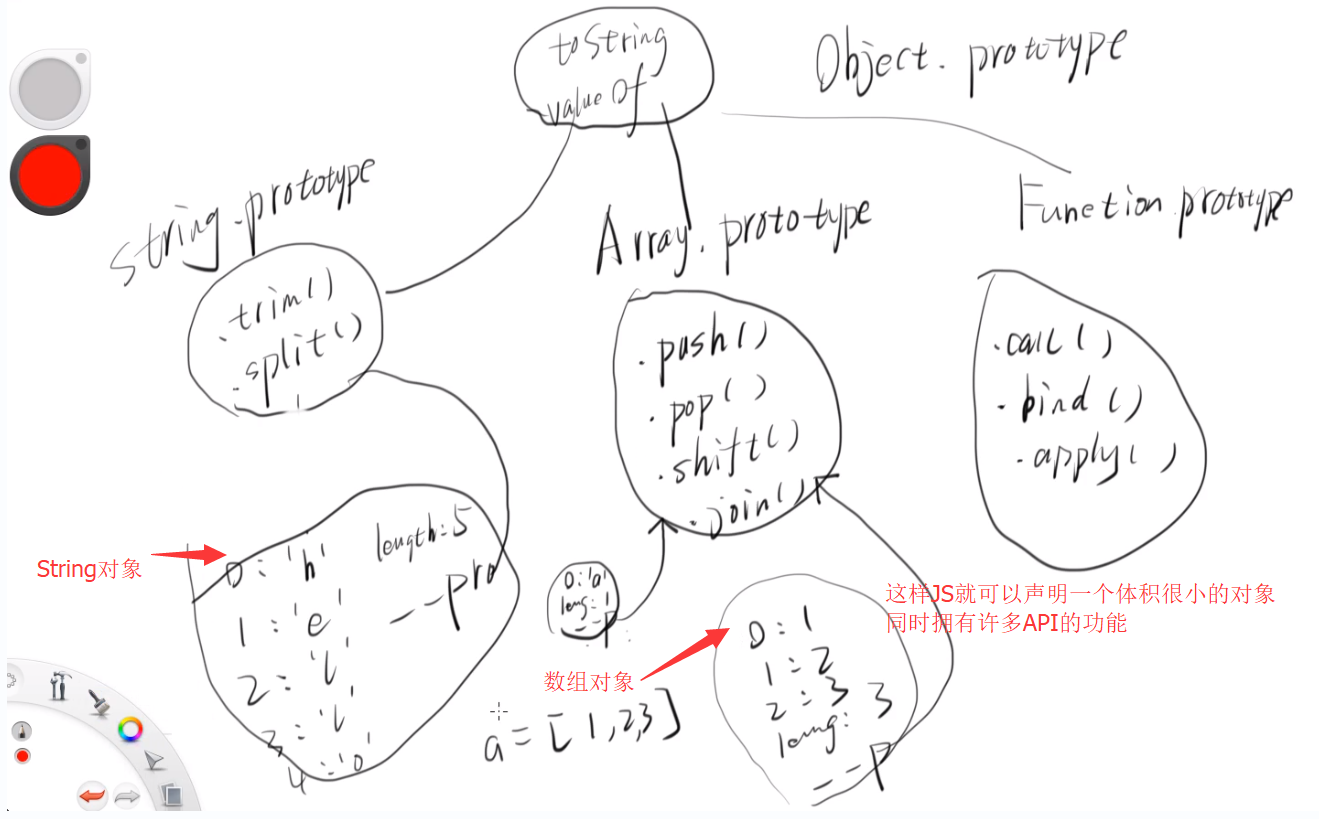 toString
valueOf
Object.prototype
string.prototype
Array.prototype
Function.prototype
.trim()
.split()
.push()
.pop()
.shift()
.join()
.call()
.bind()
.apply()
String对象
0:'h'
length:5
1:'e'
--pro
2:'l'
3:'l'
4:'o'
0:'a'
leng:1
--p
数组对象
a=[1,2,3]
0:1
1:2
2:3
leng:3
--p
这样JS就可以声明一个体积很小的对象
同时拥有许多API的功能